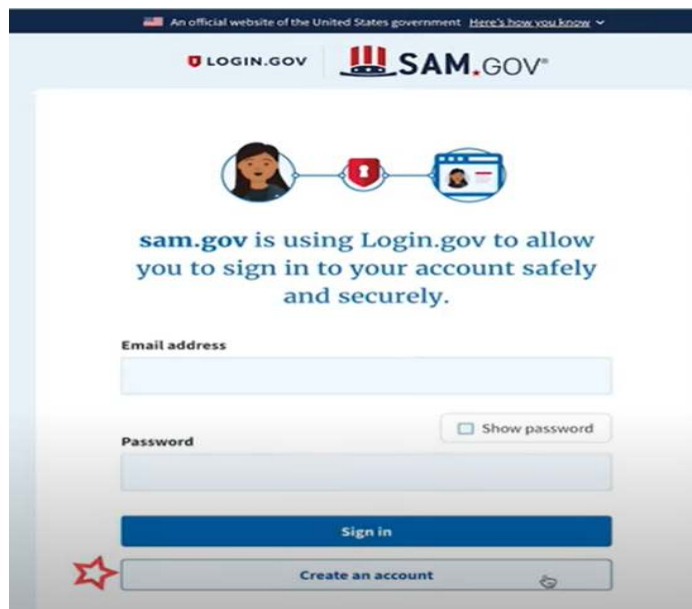 An official website of the United States government Here's how you know
LOGIN.GOV SAM.GOV®
sam.gov is using Login.gov to allow
you to sign in to your account safely
and securely.
Email address
Show password
Password
Sign in
Create an account